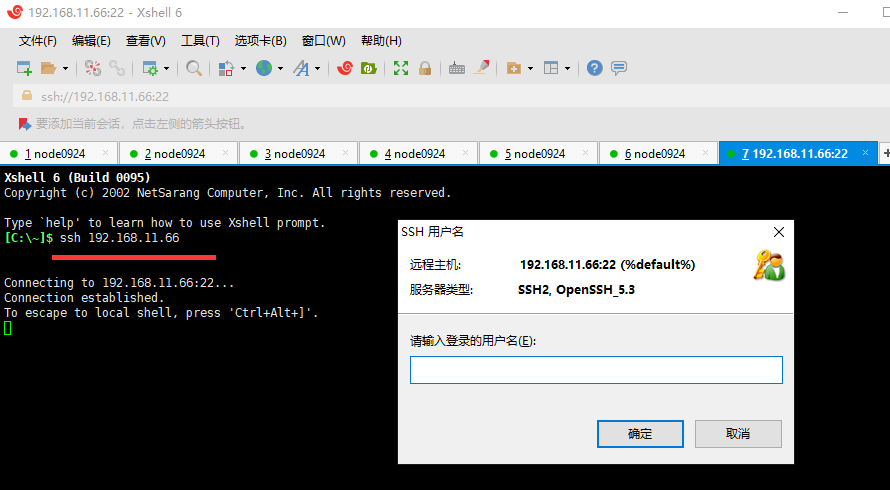 192.168.11.66:22 - Xshell 6
文件(F) 编辑(E) 查看(V) 工具(T) 选项卡(B) 窗口(W) 帮助(H)
ssh://192.168.11.66:22
要添加当前会话，点击左侧的箭头按钮。
1 node0924 2 node0924 3 node0924 4 node0924 5 node0924 6 node0924 7 192.168.11.66:22
Xshell 6 (Build 0095)
Copyright (c) 2002 NetSarang Computer, Inc. All rights reserved.
Type `help' to learn how to use Xshell prompt.
[C:\~]$ ssh 192.168.11.66
Connecting to 192.168.11.66:22...
Connection established.
To escape to local shell, press 'Ctrl+Alt+]'.
SSH 用户名
远程主机: 192.168.11.66:22 (%default%)
服务器类型: SSH2, OpenSSH_5.3
请输入登录的用户名(E):
确定 取消